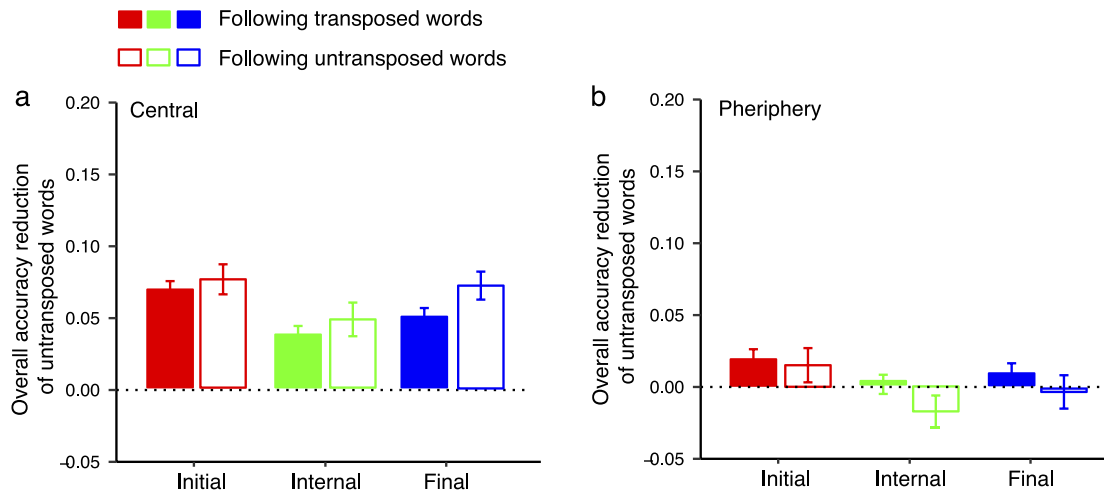 Following transposed words
Following untransposed words
a
Central
Overall accuracy reduction
of untransposed words
0.20
0.15
0.10
0.05
0.00
−0.05
Initial
Internal
Final
b
Pheriphery
Overall accuracy reduction
of untransposed words
0.20
0.15
0.10
0.05
0.00
−0.05
Initial
Internal
Final